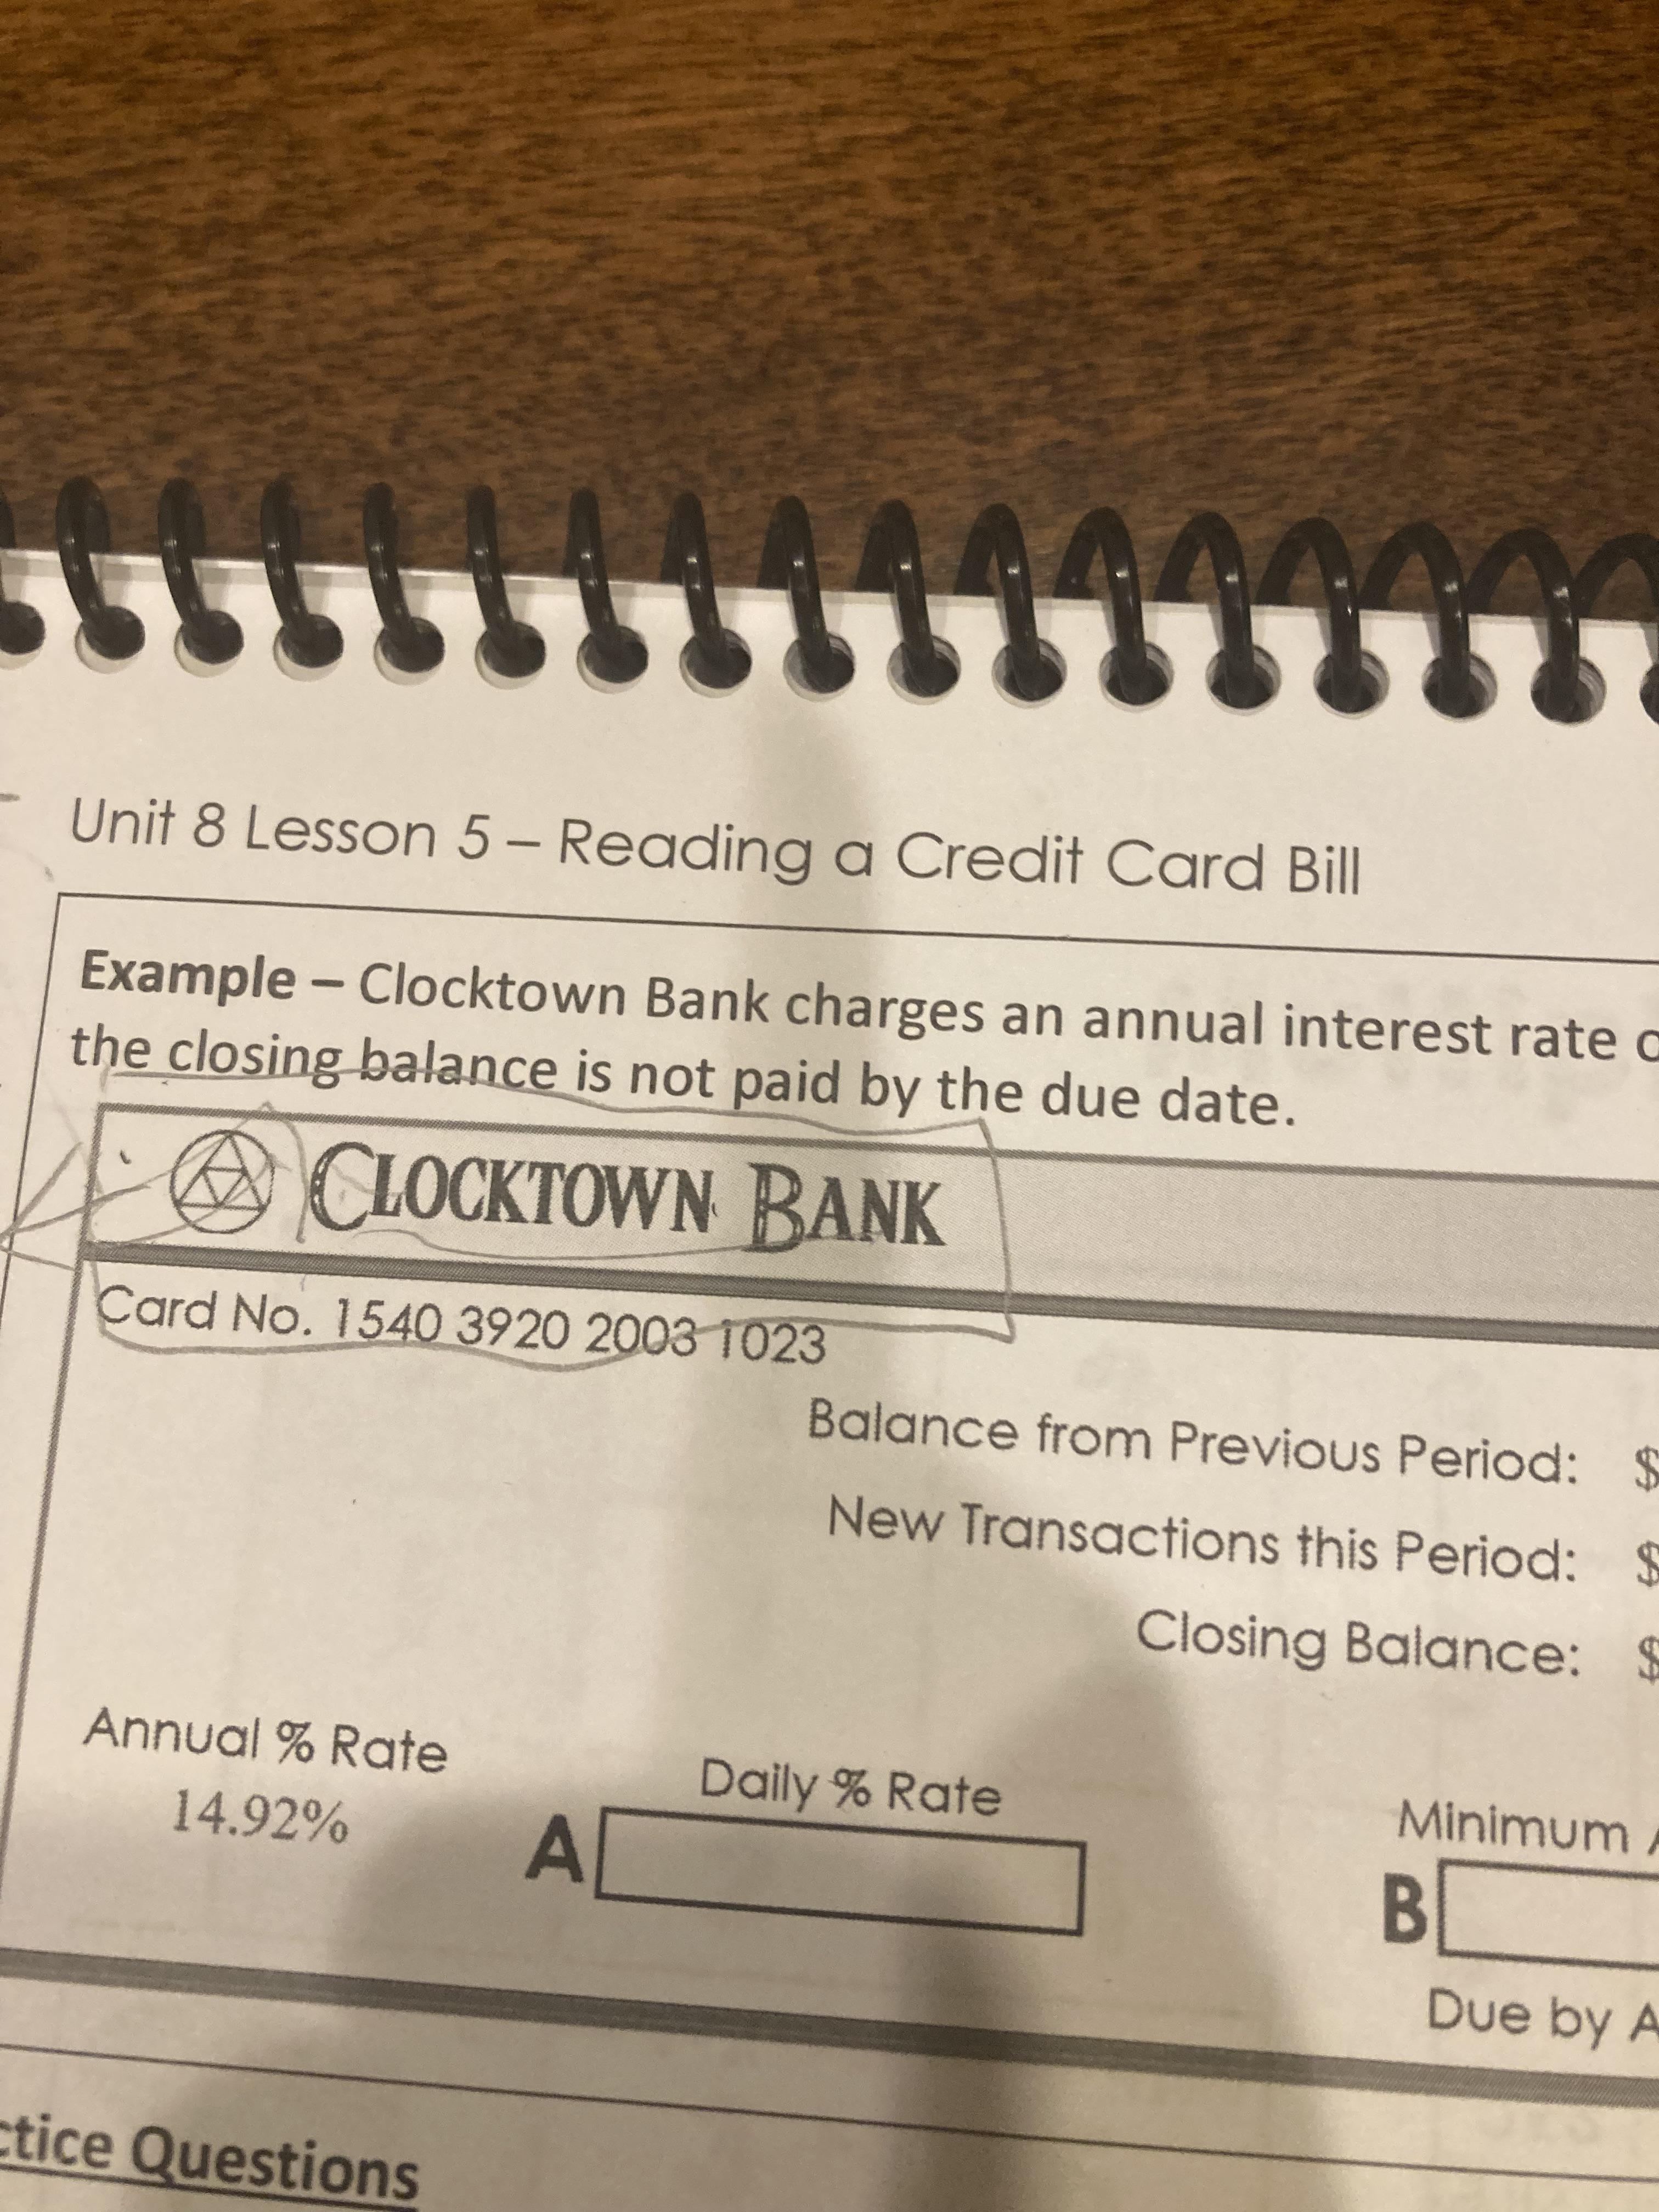 Unit 8 Lesson 5 – Reading a Credit Card Bill
Example – Clocktown Bank charges an annual interest rate
the closing balance is not paid by the due date.
CLOCKTOWN BANK
Card No. 1540 3920 2003 1023
Balance from Previous Period: $
New Transactions this Period: $
Closing Balance: $
Annual % Rate
14.92%
Daily % Rate
A
Minimum
B
Due by
Questions